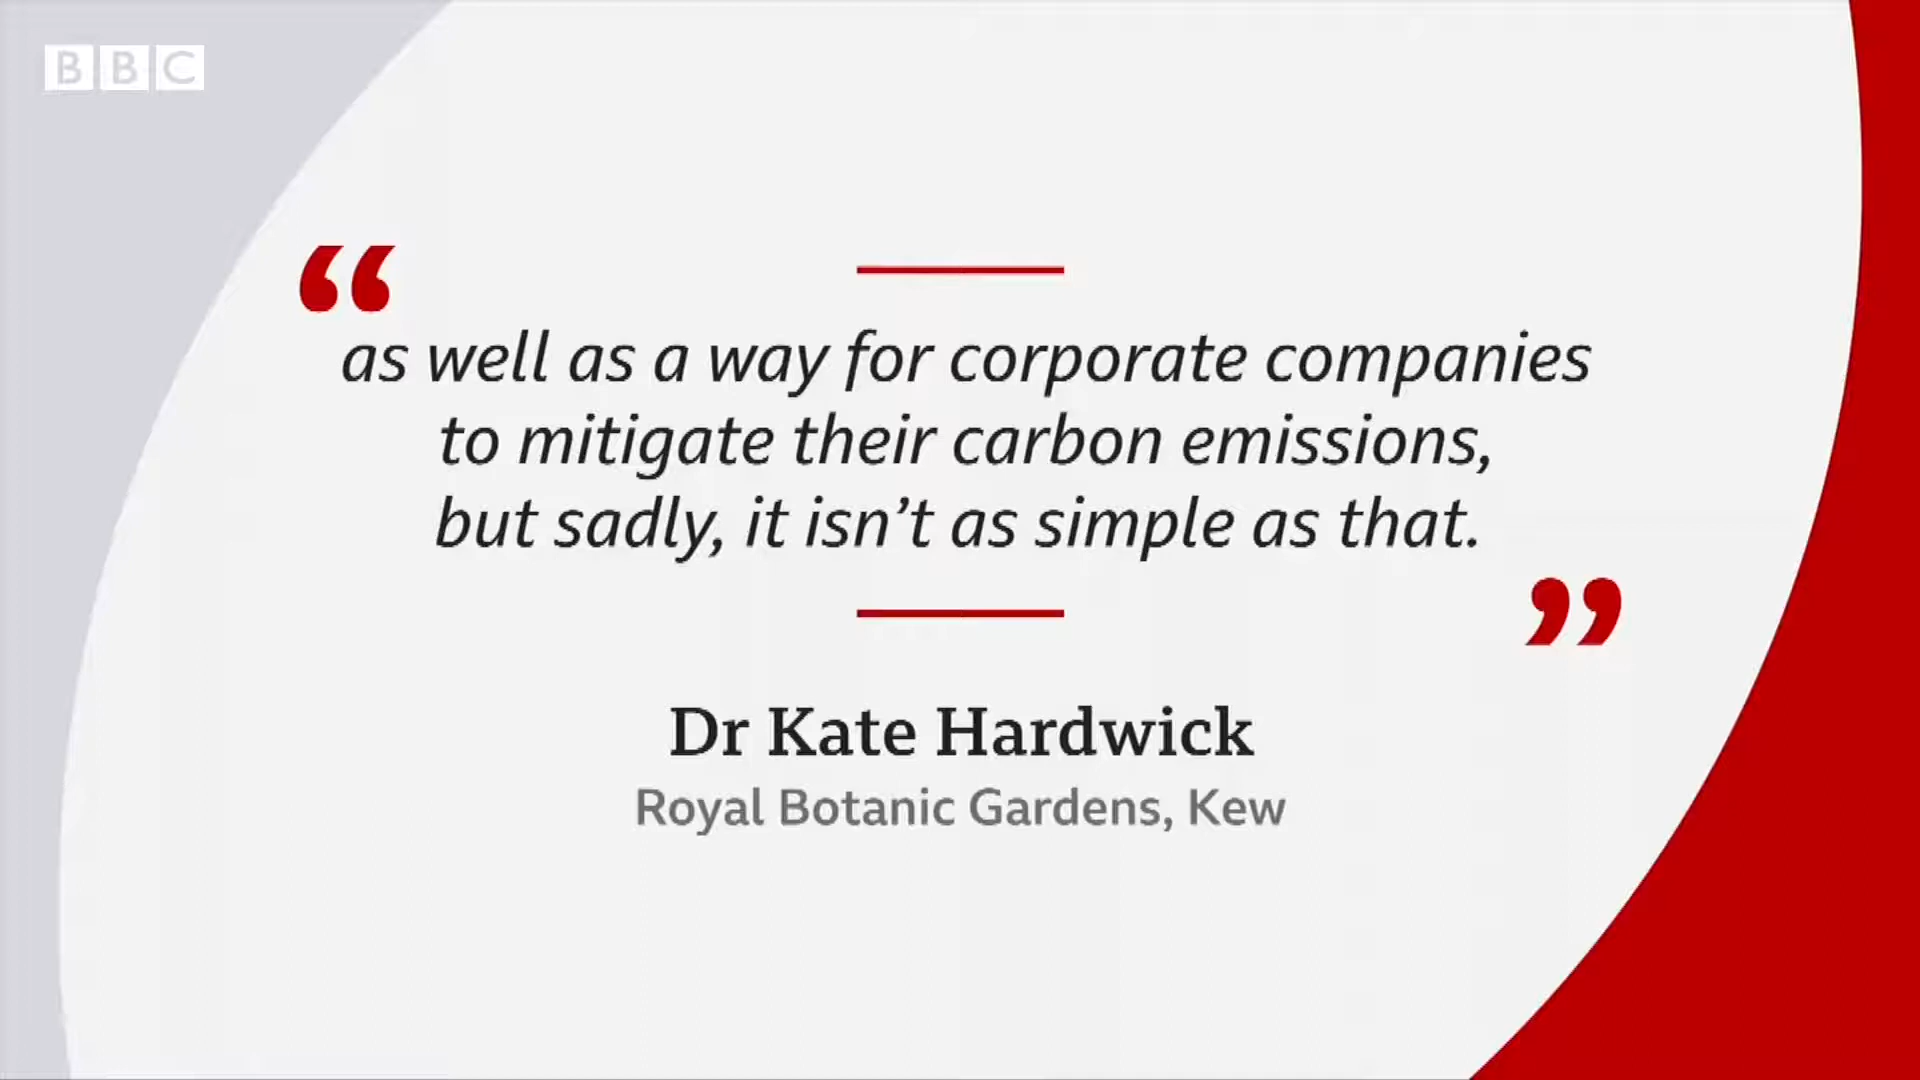 BBC
“
as well as a way for corporate companies
to mitigate their carbon emissions,
but sadly, it isn’t as simple as that.
”
Dr Kate Hardwick
Royal Botanic Gardens, Kew